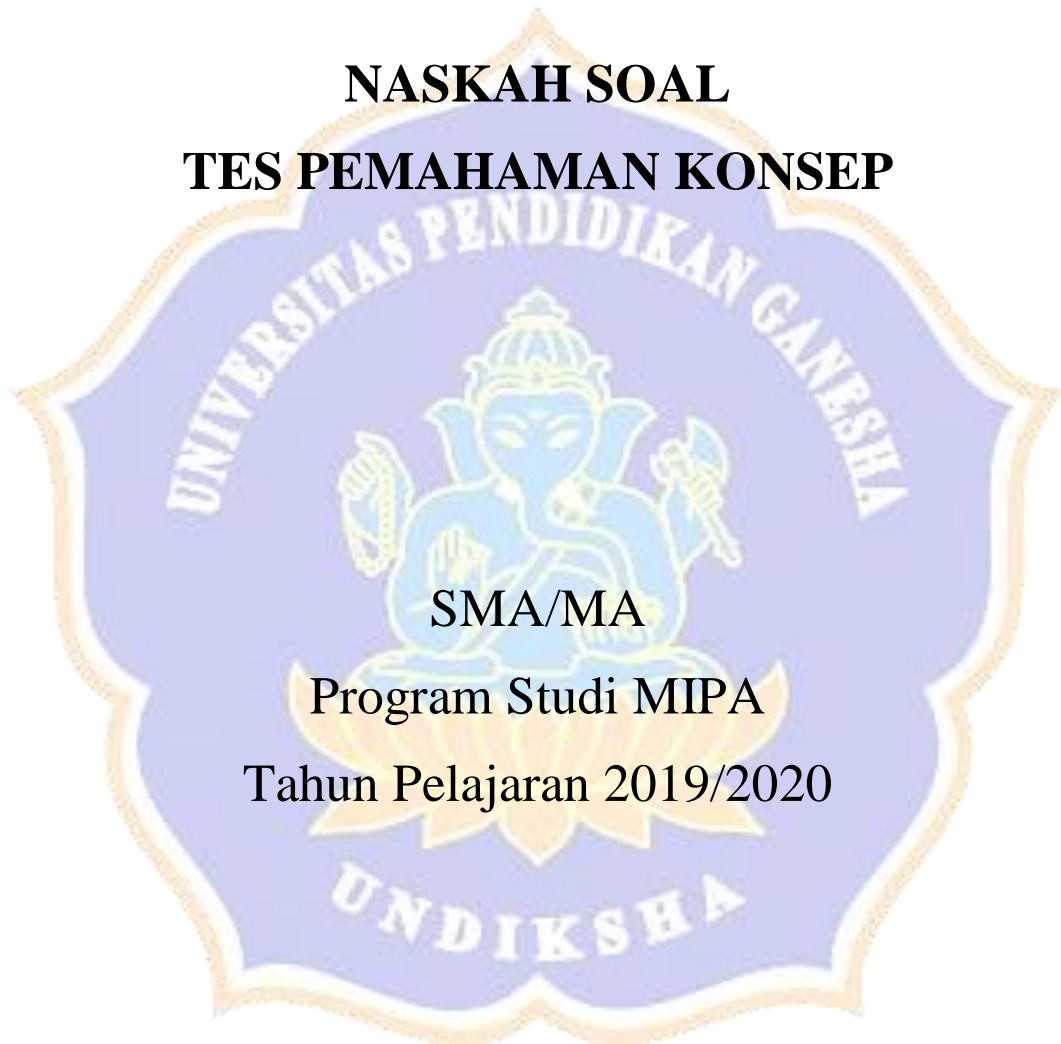 NASKAH SOAL
TES PEMAHAMAN KONSEP
UNIVERSITAS PENDIDIKAN GANESHA
SMA/MA
Program Studi MIPA
Tahun Pelajaran 2019/2020
UNDIKSHA